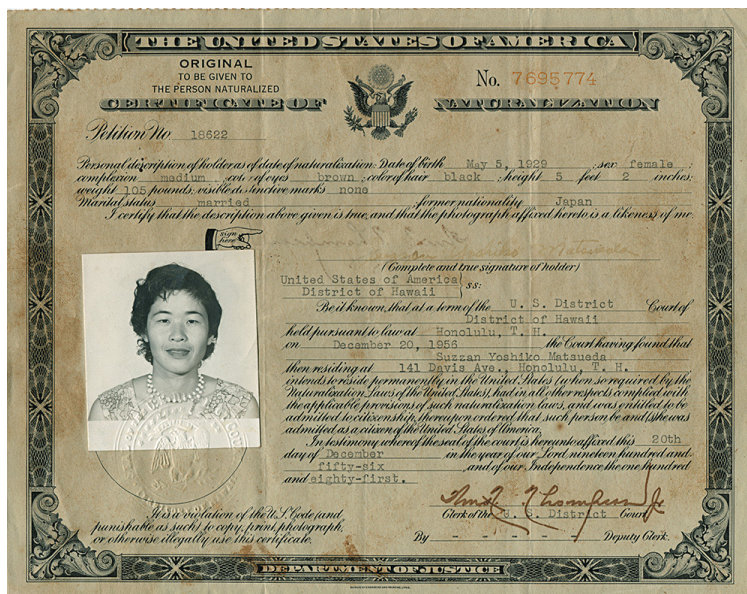 THE UNITED STATES OF AMERICA
ORIGINAL
TO BE GIVEN TO
THE PERSON NATURALIZED
No. 7695774
CERTIFICATE OF NATURALIZATION
Petition No 18622
Personal description of holder as of date of naturalization: Date of birth May 5, 1929 ; sex female ;
complexion medium color of eyes brown color of hair black ; height 5 feet 2 inches;
weight 105 pounds; visible distinctive marks none
Marital status married ; former nationality Japan
I certify that the description above given is true, and that the photograph affixed hereto is a likeness of me.
sign here
(Complete and true signature of holder)
United States of America
District of Hawaii } ss:
Be it known, that at a term of the U. S. District Court of
District of Hawaii
held pursuant to law at Honolulu, T. H.
on December 20, 1956 the Court having found that
Suzzan Yoshiko Matsueda
then residing at 141 Davis Ave., Honolulu, T. H.
intends to reside permanently in the United States (when so required by the
Naturalization Laws of the United States), had in all other respects complied with
the applicable provisions of such naturalization laws, and was entitled to be
admitted to citizenship, thereupon ordered that such person be and (s)he was
admitted as a citizen of the United States of America.
In testimony whereof the seal of the court is hereunto affixed this 20th
day of December in the year of our Lord nineteen hundred and
fifty-six , and of our Independence the one hundred
and eighty-first.
It is a violation of the U.S. Code (and
punishable as such) to copy, print, photograph,
or otherwise illegally use this certificate.
Thompson Jr
Clerk of the U. S. District Court
By - - - - - Deputy Clerk.
DEPARTMENT OF JUSTICE